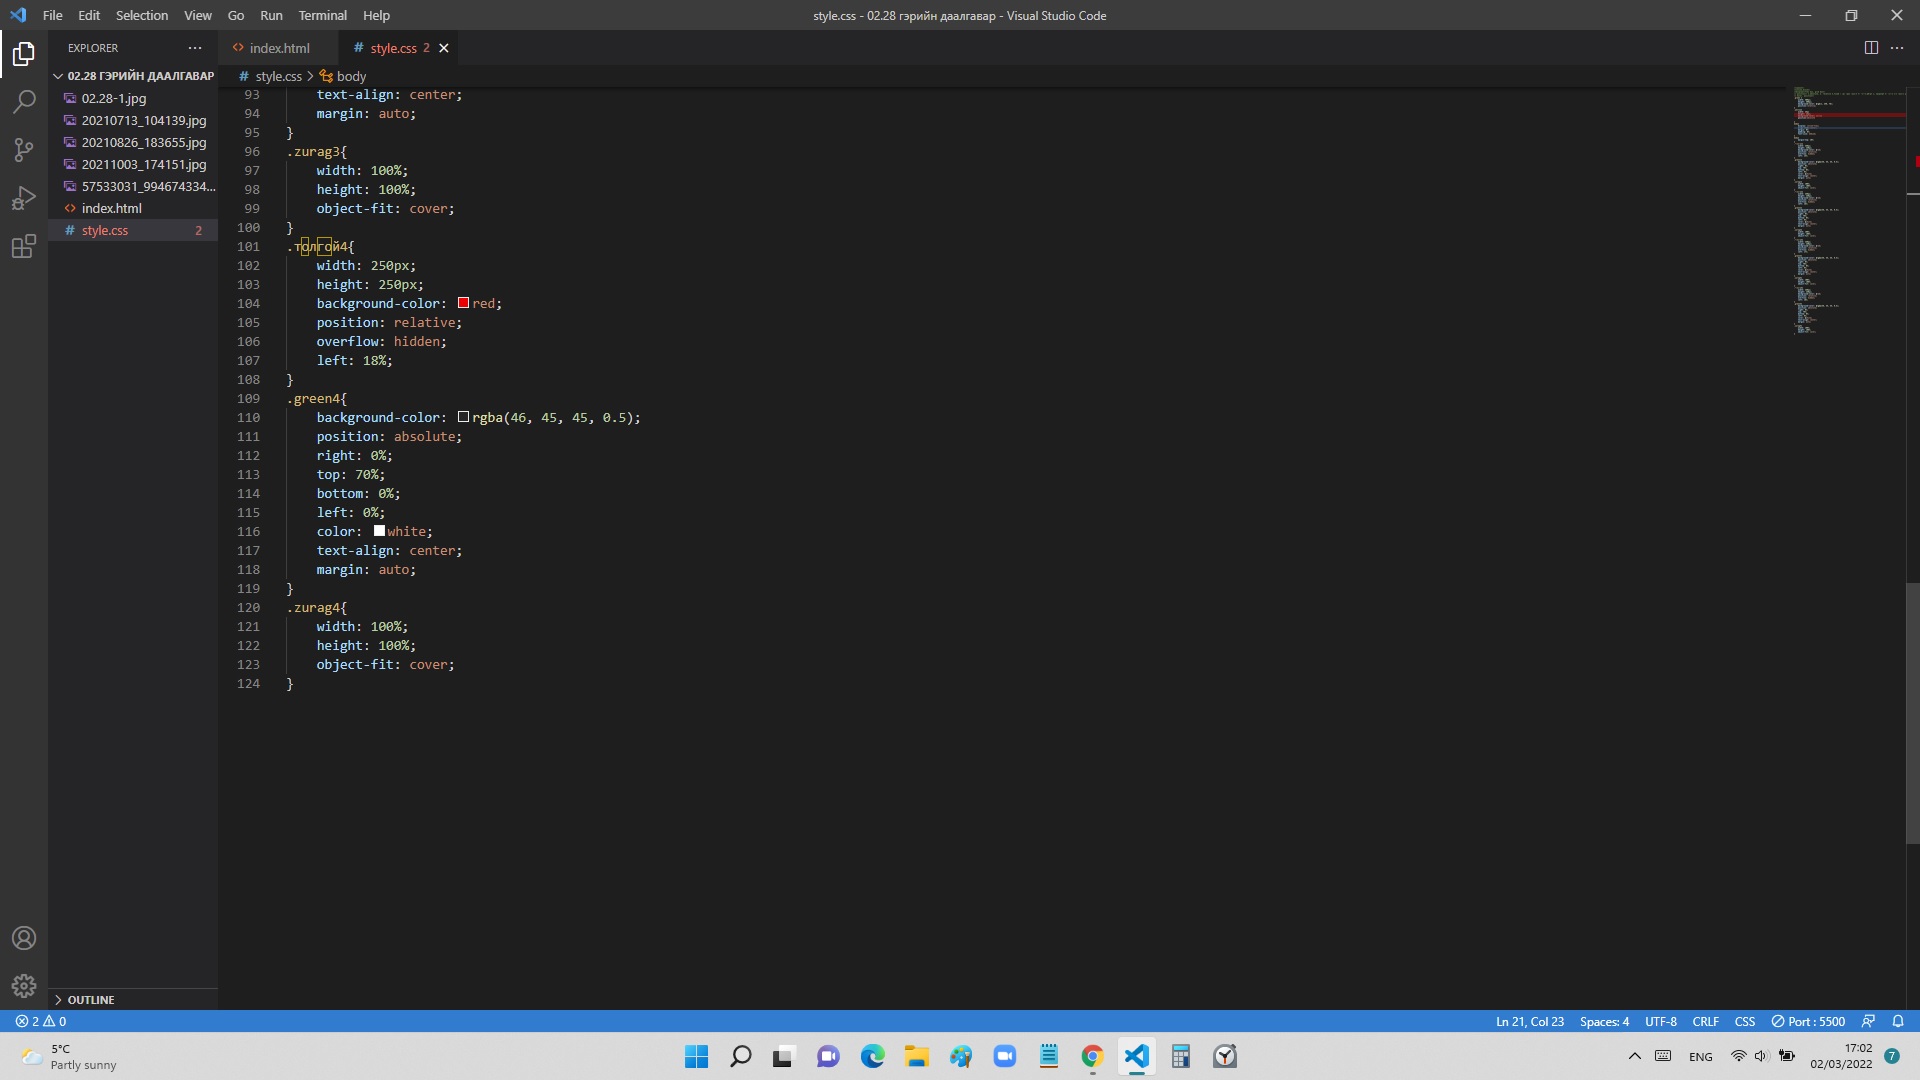 File Edit Selection View Go Run Terminal Help
style.css - 02.28 гэрийн даалгавар - Visual Studio Code
EXPLORER ...
index.html
# style.css 2
02.28 ГЭРИЙН ДААЛГАВАР
02.28-1.jpg
20210713_104139.jpg
20210826_183655.jpg
20211003_174151.jpg
57533031_994674334...
index.html
# style.css 2
# style.css > body
93 text-align: center;
94 margin: auto;
95 }
96 .zurag3{
97 width: 100%;
98 height: 100%;
99 object-fit: cover;
100 }
101 .толгой4{
102 width: 250px;
103 height: 250px;
104 background-color: red;
105 position: relative;
106 overflow: hidden;
107 left: 18%;
108 }
109 .green4{
110 background-color: rgba(46, 45, 45, 0.5);
111 position: absolute;
112 right: 0%;
113 top: 70%;
114 bottom: 0%;
115 left: 0%;
116 color: white;
117 text-align: center;
118 margin: auto;
119 }
120 .zurag4{
121 width: 100%;
122 height: 100%;
123 object-fit: cover;
124 }
OUTLINE
2 0
Ln 21, Col 23 Spaces: 4 UTF-8 CRLF CSS Port : 5500
5°C
Partly sunny
ENG
17:02
02/03/2022
7